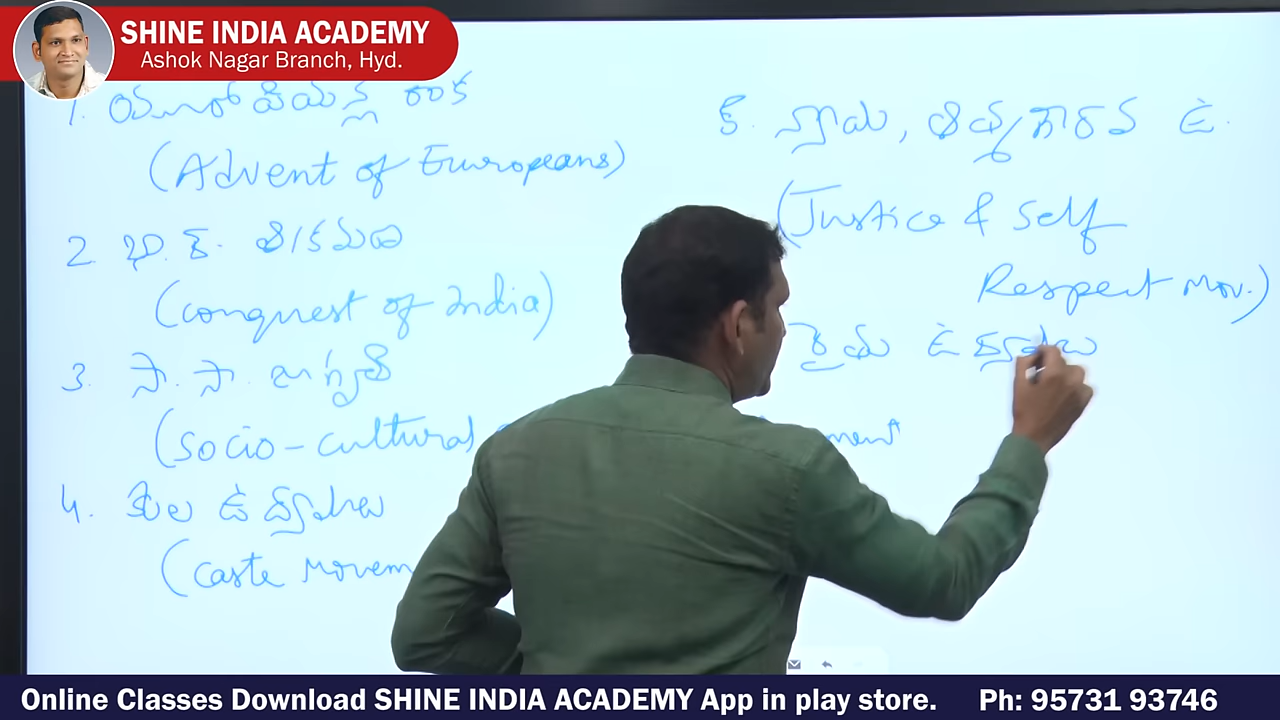 SHINE INDIA ACADEMY
Ashok Nagar Branch, Hyd.
1. యూరోపియన్ల రాక
(Advent of Europeans)
2 భా. దే. ఆక్రమణ
(conquest of India)
3. సా. సా. జాగృతి
(Socio-cultural
ment
4. కుల ఉద్యమాలు
(caste Movem
5. న్యాయ, ఆత్మగౌరవ ఉ.
(Justice & Self
Respect Mov.)
రైతు ఉద్యమాలు
Online Classes Download SHINE INDIA ACADEMY App in play store. Ph: 95731 93746